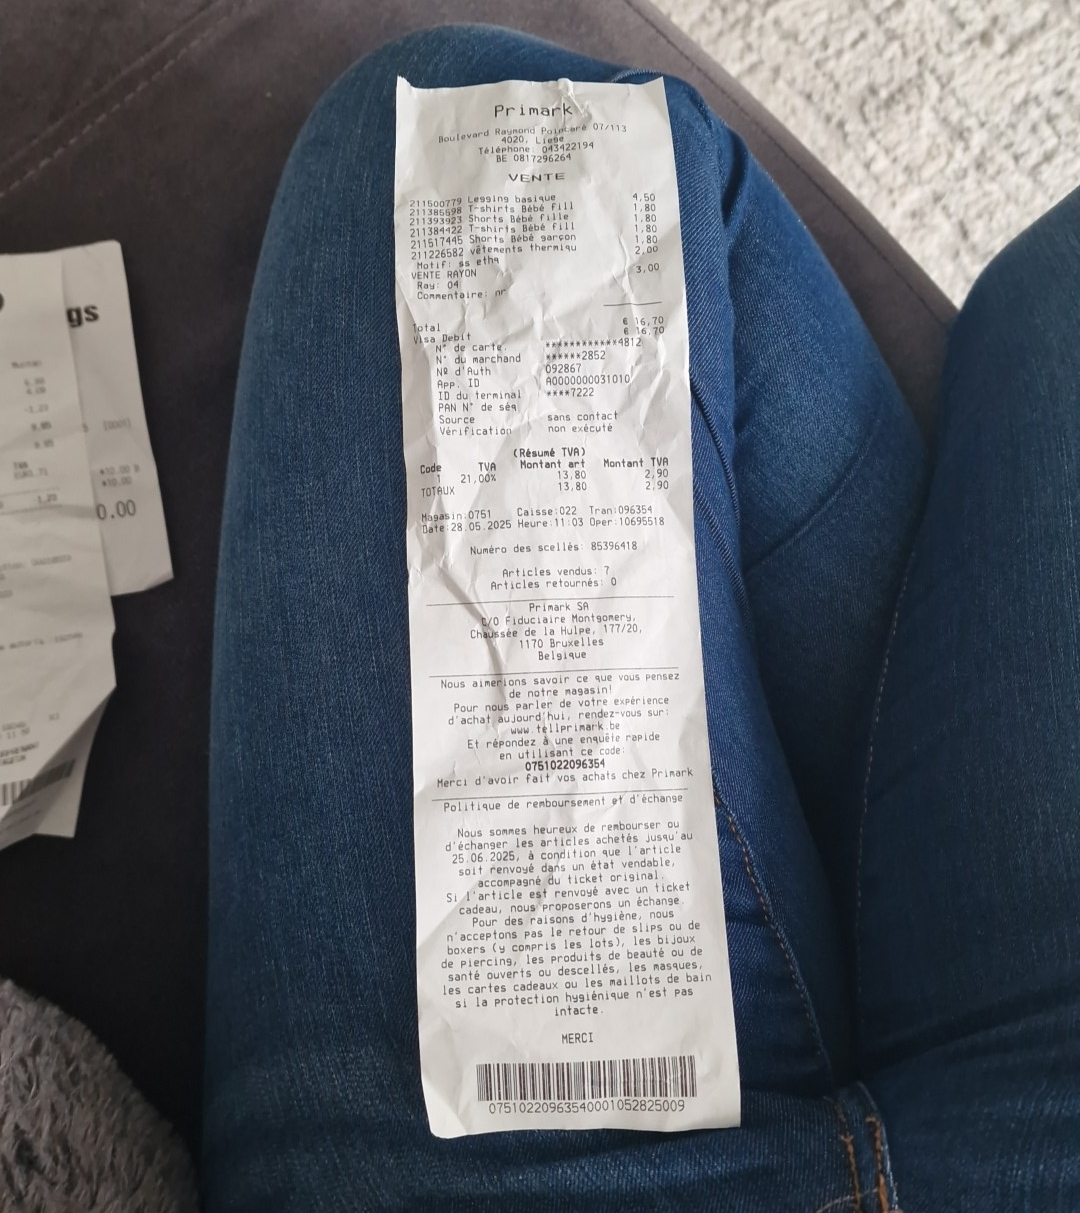 Primark
Boulevard Raymond Poincaré 07/113
4020, Liege
Téléphone: 043422194
BE 0817296264
VENTE
211500779 Legging basique 4,50
211385598 T-shirts Bébé fill 1,80
211393923 Shorts Bébé fille 1,80
211384422 T-shirts Bébé fill 1,80
211517445 Shorts Bébé garçon 1,80
211226582 vêtements thermiqu 2,00
Motif: ss ethq
VENTE RAYON 3,00
Ray: 04
Commentaire: nr
Total € 16,70
Visa Debit € 16,70
N° de carte. ************4812
N° du marchand ******2852
Nº d'Auth 092867
App. ID A0000000031010
ID du terminal ****7222
PAN N° de séq
Source sans contact
Vérification non exécuté
(Résumé TVA)
Code TVA Montant art Montant TVA
1 21,00% 13,80 2,90
TOTAUX 13,80 2,90
Magasin:0751 Caisse:022 Tran:096354
Date:28.05.2025 Heure:11:03 Oper:10695518
Numéro des scellés: 85396418
Articles vendus: 7
Articles retournés: 0
Primark SA
C/O Fiduciaire Montgomery,
Chaussée de la Hulpe, 177/20,
1170 Bruxelles
Belgique
Nous aimerions savoir ce que vous pensez
de notre magasin!
Pour nous parler de votre expérience
d'achat aujourd'hui, rendez-vous sur:
www.tellprimark.be
Et répondez à une enquête rapide
en utilisant ce code:
0751022096354
Merci d'avoir fait vos achats chez Primark
Politique de remboursement et d'échange
Nous sommes heureux de rembourser ou
d'échanger les articles achetés jusqu'au
25.06.2025, à condition que l'article
soit renvoyé dans un état vendable,
accompagné du ticket original.
Si l'article est renvoyé avec un ticket
cadeau, nous proposerons un échange.
Pour des raisons d'hygiène, nous
n'acceptons pas le retour de slips ou de
boxers (y compris les lots), les bijoux
de piercing, les produits de beauté ou de
santé ouverts ou descellés, les masques,
les cartes cadeaux ou les maillots de bain
si la protection hygiénique n'est pas
intacte.
MERCI
07510220963540001052825009
gs
0.00